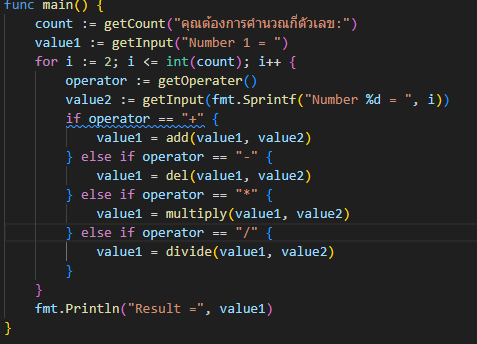 func main() {
count := getCount("คุณต้องการคำนวณกี่ตัวเลข:")
value1 := getInput("Number 1 = ")
for i := 2; i <= int(count); i++ {
operator := getOperater()
value2 := getInput(fmt.Sprintf("Number %d = ", i))
if operator == "+" {
value1 = add(value1, value2)
} else if operator == "-" {
value1 = del(value1, value2)
} else if operator == "*" {
value1 = multiply(value1, value2)
} else if operator == "/" {
value1 = divide(value1, value2)
}
}
fmt.Println("Result =", value1)
}